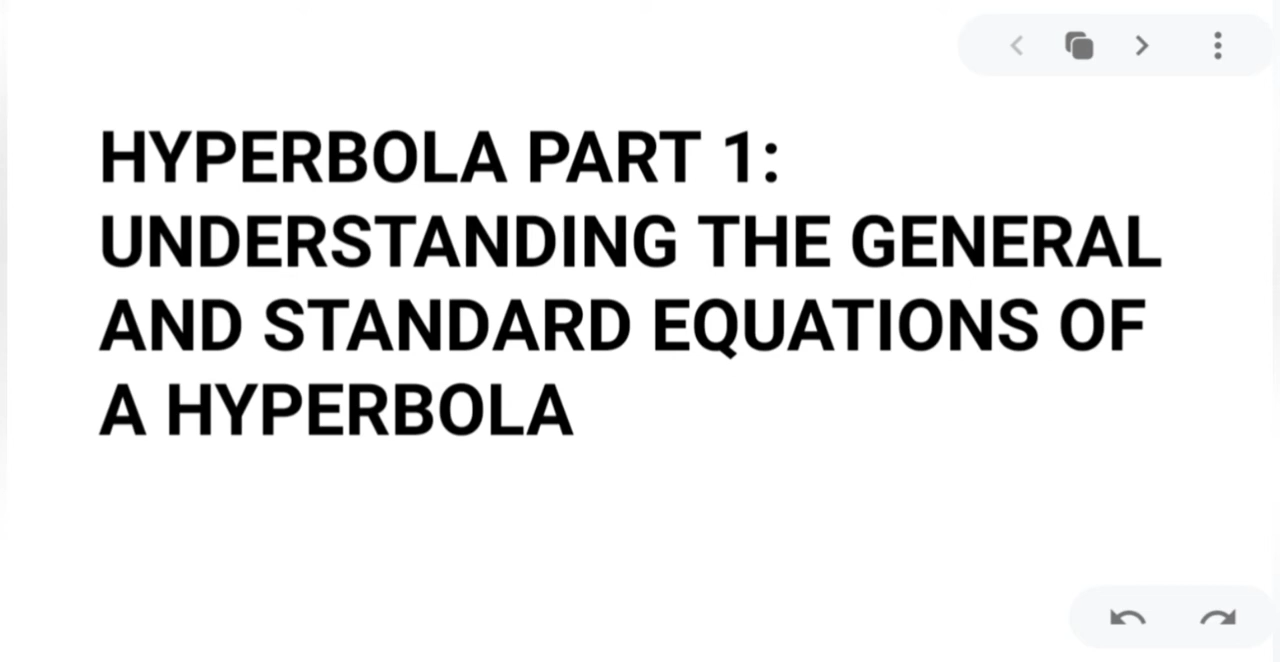 HYPERBOLA PART 1:
UNDERSTANDING THE GENERAL
AND STANDARD EQUATIONS OF
A HYPERBOLA